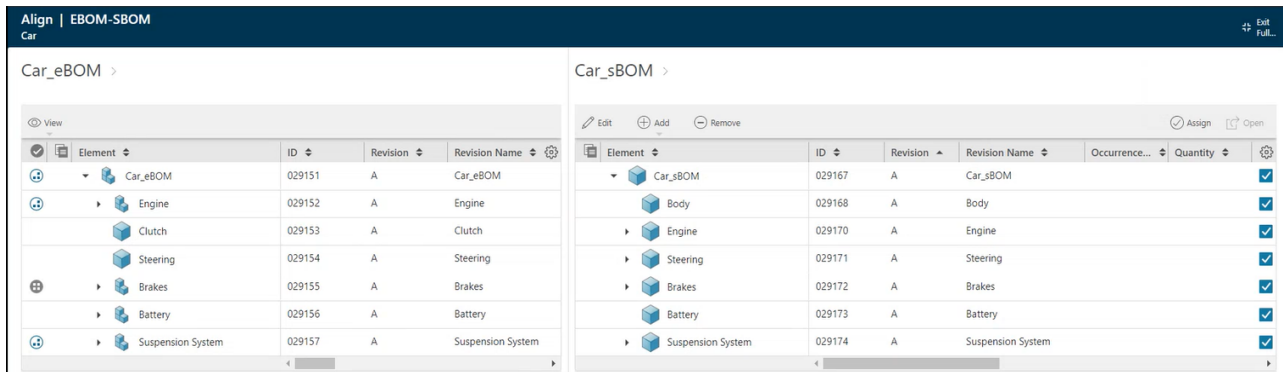 Align | EBOM-SBOM
Car
Exit
Full...
Car_eBOM >
View
Element ID Revision Revision Name
Car_eBOM 029151 A Car_eBOM
Engine 029152 A Engine
Clutch 029153 A Clutch
Steering 029154 A Steering
Brakes 029155 A Brakes
Battery 029156 A Battery
Suspension System 029157 A Suspension System
Car_sBOM >
Edit Add Remove Assign Open
Element ID Revision Revision Name Occurrence... Quantity
Car_sBOM 029167 A Car_sBOM
Body 029168 A Body
Engine 029170 A Engine
Steering 029171 A Steering
Brakes 029172 A Brakes
Battery 029173 A Battery
Suspension System 029174 A Suspension System